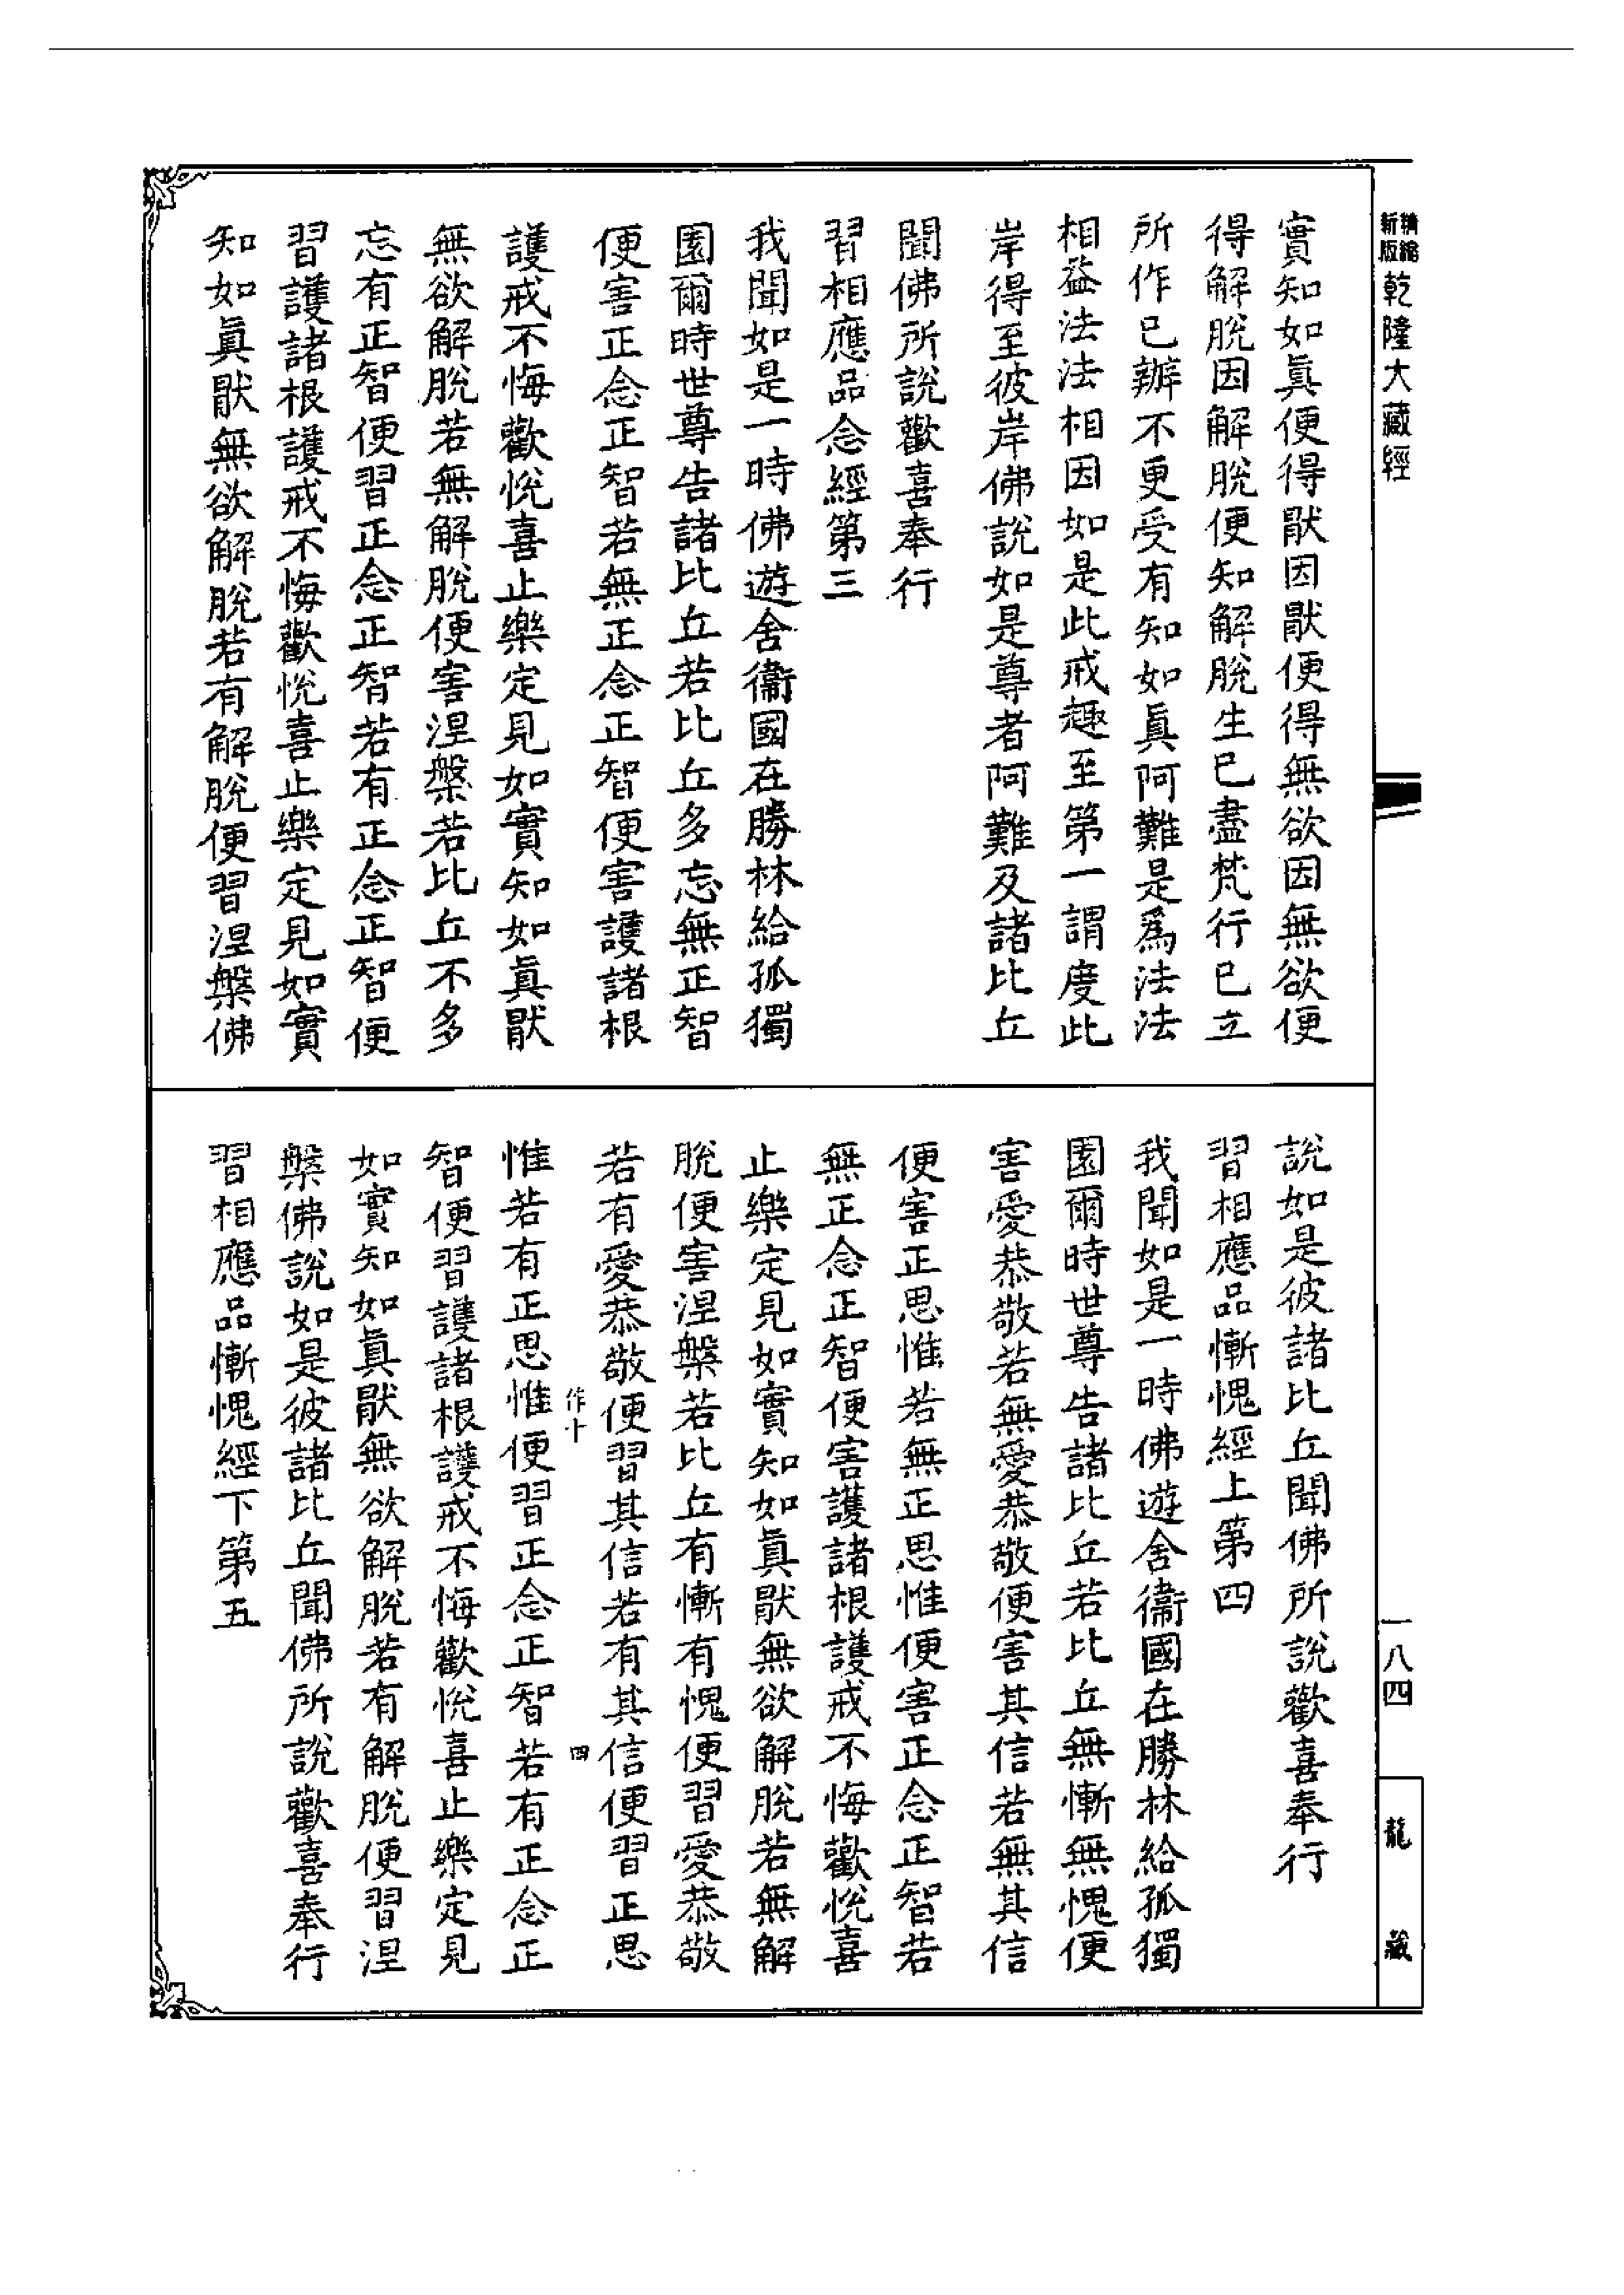 精縮新版乾隆大藏經
實知如眞便得厭因厭便得無欲因無欲便
得解脫因解脫便知解脫生已盡梵行已立
所作已辦不更受有知如眞阿難是爲法法
相益法法相因如是此戒趣至第一謂度此
岸得至彼岸佛說如是尊者阿難及諸比丘
聞佛所說歡喜奉行
習相應品念經第三
我聞如是一時佛遊舍衞國在勝林給孤獨
園爾時世尊告諸比丘若比丘多忘無正智
便害正念正智若無正念正智便害護諸根
護戒不悔歡悅喜止樂定見如實知如眞厭
無欲解脫若無解脫便害涅槃若比丘不多
忘有正智便習正念正智若有正念正智便
習護諸根護戒不悔歡悅喜止樂定見如實
知如眞厭無欲解脫若有解脫便習涅槃佛
說如是彼諸比丘聞佛所說歡喜奉行
習相應品慚愧經上第四
我聞如是一時佛遊舍衞國在勝林給孤獨
園爾時世尊告諸比丘若比丘無慚無愧便
害愛恭敬若無愛恭敬便害其信若無其信
便害正思惟若無正思惟便害正念正智若
無正念正智便害護諸根護戒不悔歡悅喜
止樂定見如實知如眞厭無欲解脫若無解
脫便害涅槃若比丘有慚有愧便習愛恭敬
若有愛恭敬便習其信若有其信便習正思
作十 四
惟若有正思惟便習正念正智若有正念正
智便習護諸根護戒不悔歡悅喜止樂定見
如實知如眞厭無欲解脫若有解脫便習涅
槃佛說如是彼諸比丘聞佛所說歡喜奉行
習相應品慚愧經下第五
一八四
龍藏